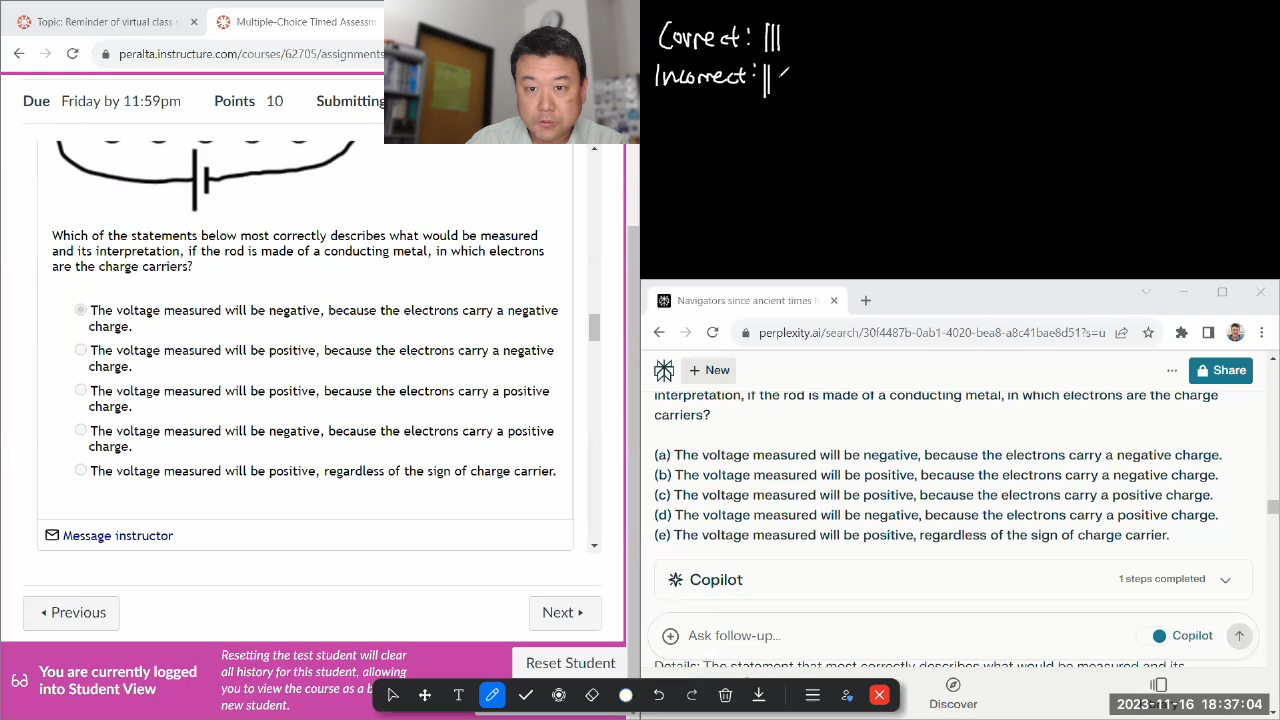 Topic: Reminder of virtual class
Multiple-Choice Timed Assessm
peralta.instructure.com/courses/62705/assignments
Due Friday by 11:59pm Points 10 Submitting
Which of the statements below most correctly describes what would be measured
and its interpretation, if the rod is made of a conducting metal, in which electrons
are the charge carriers?
The voltage measured will be negative, because the electrons carry a negative
charge.
The voltage measured will be positive, because the electrons carry a negative
charge.
The voltage measured will be positive, because the electrons carry a positive
charge.
The voltage measured will be negative, because the electrons carry a positive
charge.
The voltage measured will be positive, regardless of the sign of charge carrier.
Message instructor
Previous
Next
You are currently logged
into Student View
Resetting the test student will clear
all history for this student, allowing
you to view the course as a b
new student.
Reset Student
Correct: |||
Incorrect: ||
Navigators since ancient times
perplexity.ai/search/30f4487b-0ab1-4020-bea8-a8c41bae8d51?s=u
New
Share
interpretation, if the rod is made of a conducting metal, in which electrons are the charge
carriers?
(a) The voltage measured will be negative, because the electrons carry a negative charge.
(b) The voltage measured will be positive, because the electrons carry a negative charge.
(c) The voltage measured will be positive, because the electrons carry a positive charge.
(d) The voltage measured will be negative, because the electrons carry a positive charge.
(e) The voltage measured will be positive, regardless of the sign of charge carrier.
Copilot
1 steps completed
Ask follow-up...
Copilot
Details: The statement that most correctly describes what would be measured and its
Discover
2023-11-16 18:37:04